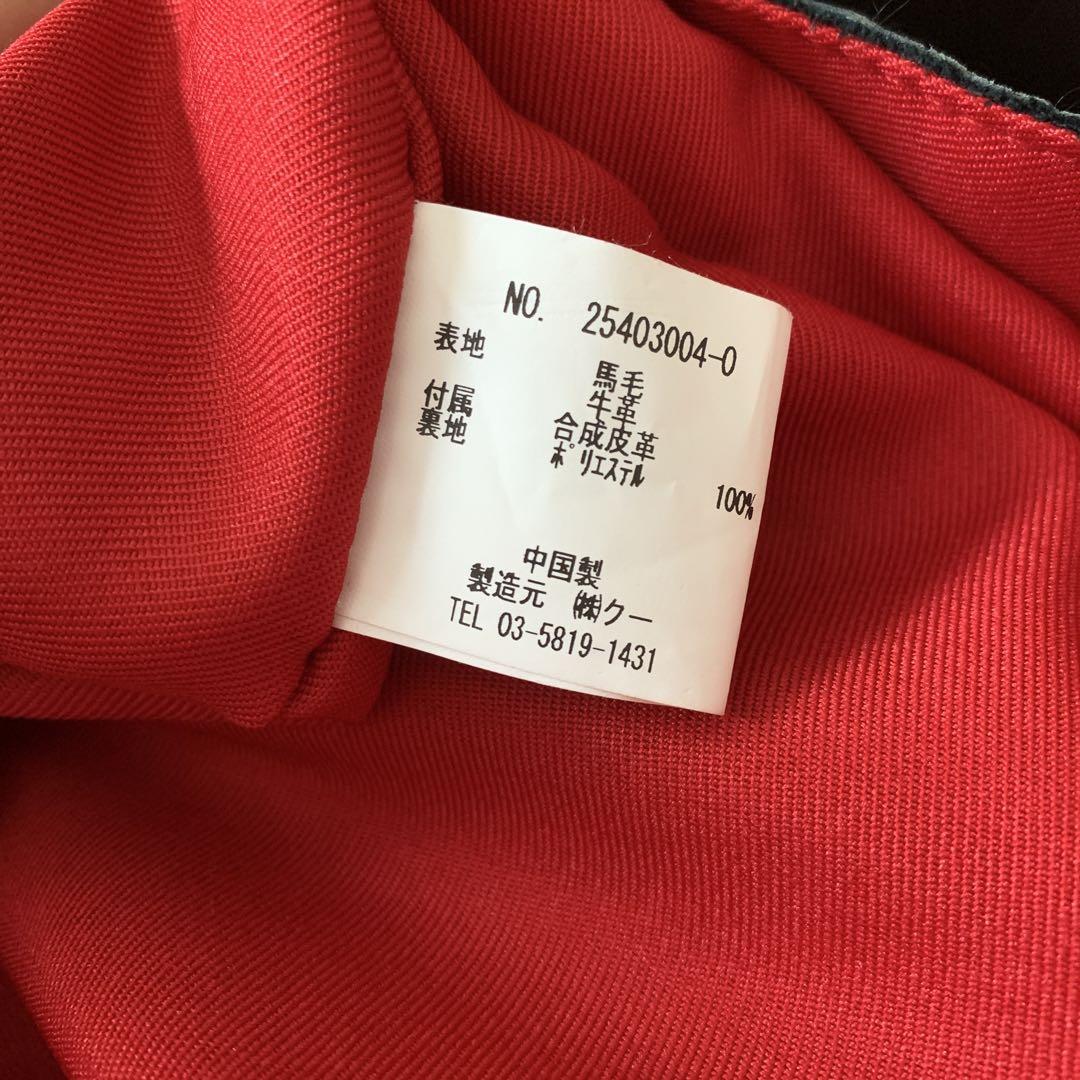 NO. 25403004-0
表地 馬毛
牛革
付属 合成皮革
裏地 ポリエステル 100%
中国製
製造元 ㈱クー
TEL 03-5819-1431